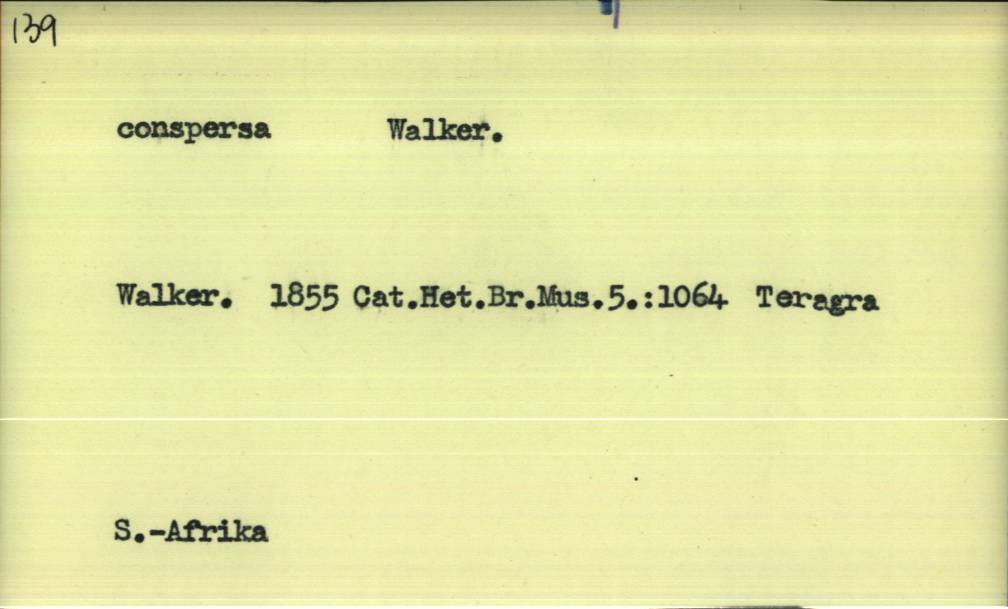 139
conspersa Walker.
Walker. 1855 Cat.Het.Br.Mus.5.:1064 Teragra
S.-Afrika